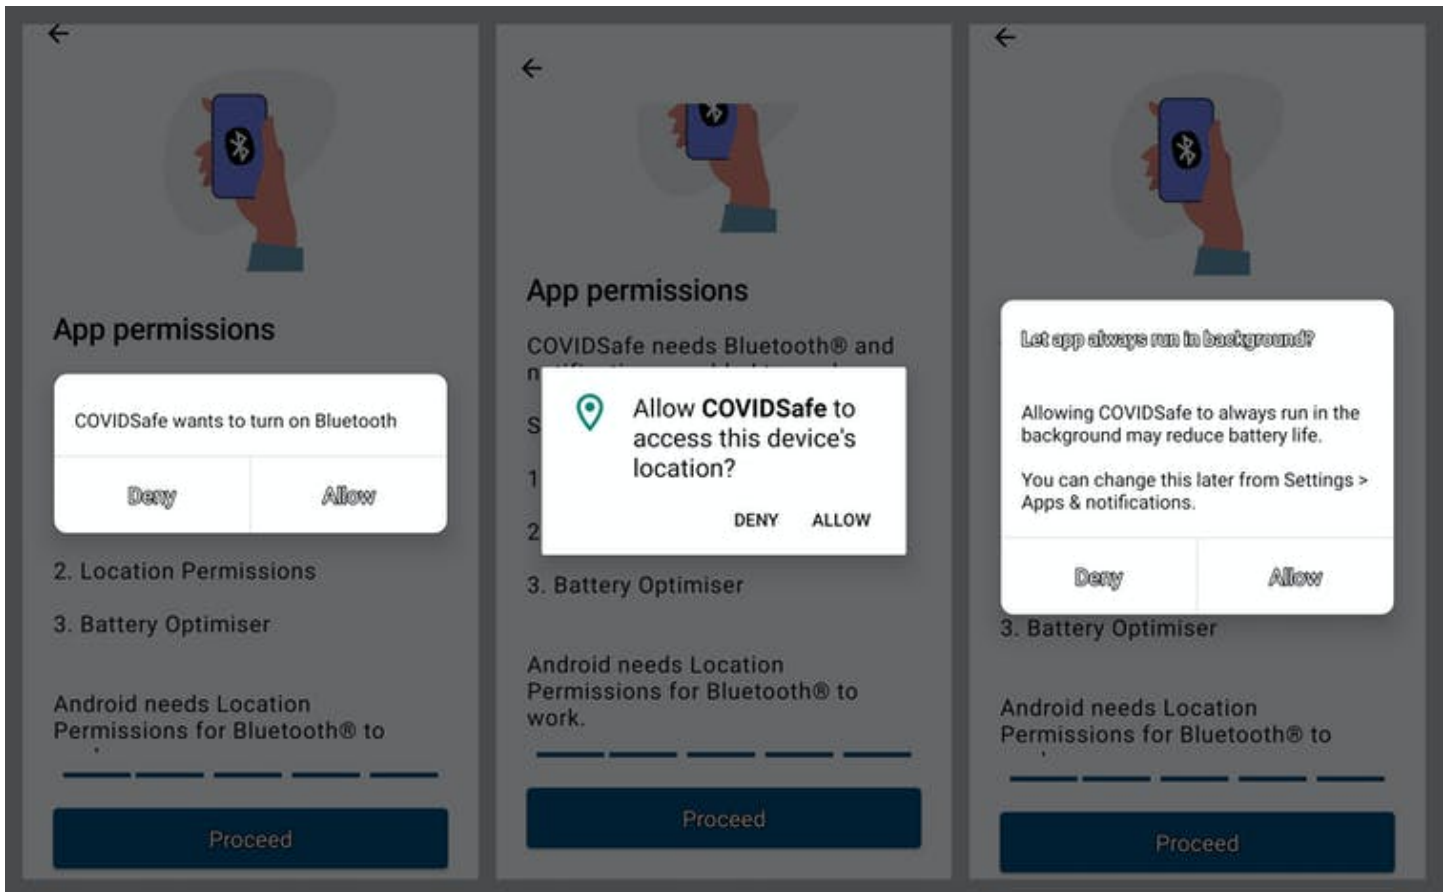 App permissions
COVIDSafe wants to turn on Bluetooth
Deny
Allow
2. Location Permissions
3. Battery Optimiser
Android needs Location
Permissions for Bluetooth® to
Proceed
App permissions
COVIDSafe needs Bluetooth® and
Allow COVIDSafe to
access this device's
location?
DENY
ALLOW
3. Battery Optimiser
Android needs Location
Permissions for Bluetooth® to
work.
Proceed
Let app always run in background?
Allowing COVIDSafe to always run in the
background may reduce battery life.
You can change this later from Settings >
Apps & notifications.
Deny
Allow
3. Battery Optimiser
Android needs Location
Permissions for Bluetooth® to
Proceed